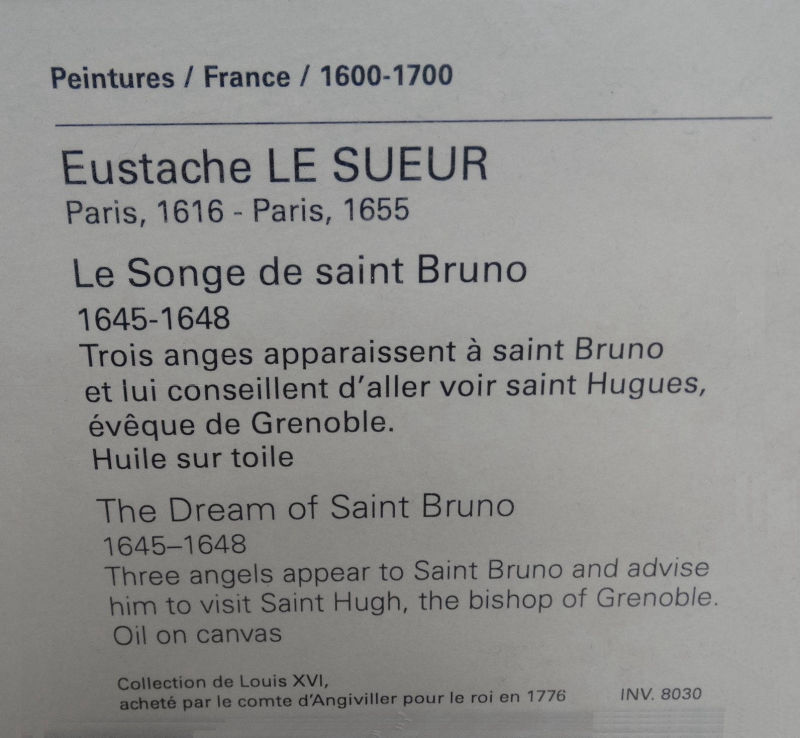 Peintures / France / 1600-1700
Eustache LE SUEUR
Paris, 1616 - Paris, 1655
Le Songe de saint Bruno
1645-1648
Trois anges apparaissent à saint Bruno
et lui conseillent d'aller voir saint Hugues,
évêque de Grenoble.
Huile sur toile
The Dream of Saint Bruno
1645–1648
Three angels appear to Saint Bruno and advise
him to visit Saint Hugh, the bishop of Grenoble.
Oil on canvas
Collection de Louis XVI,
acheté par le comte d'Angiviller pour le roi en 1776 INV. 8030